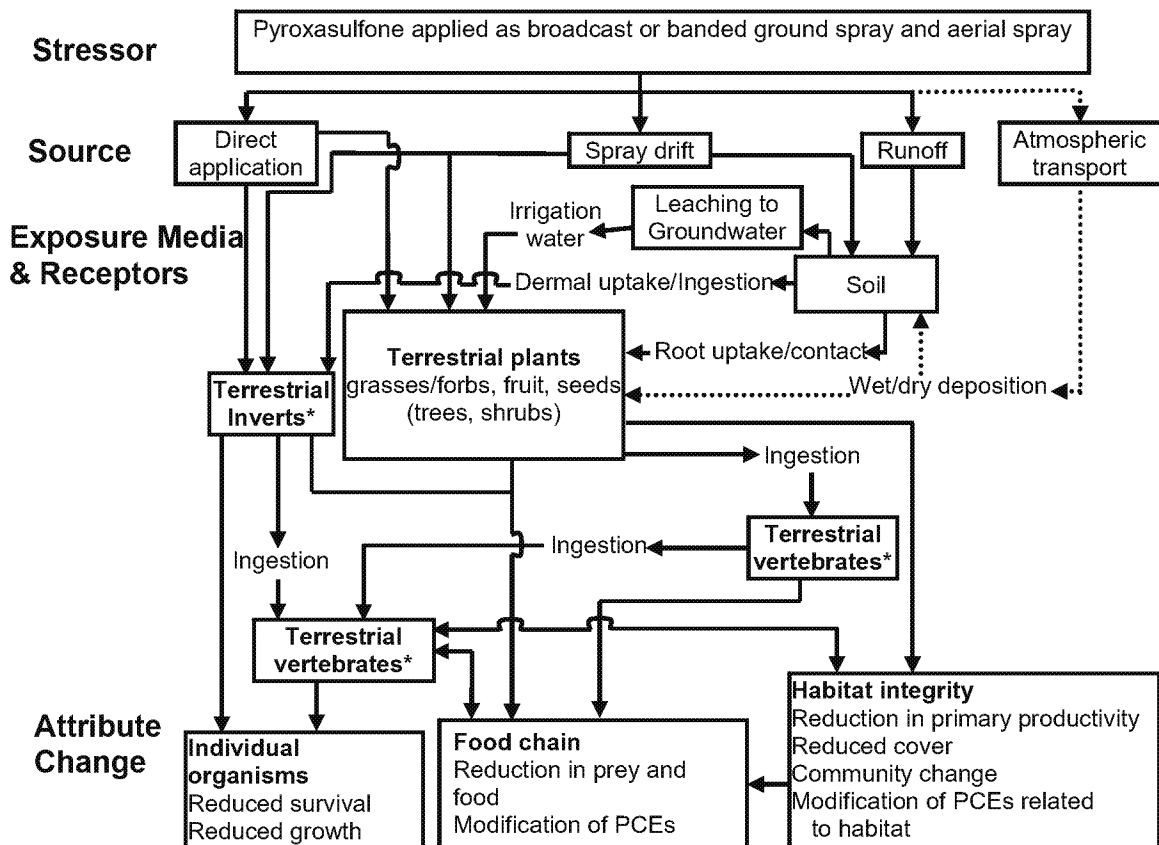 Stressor
Pyroxasulfone applied as broadcast or banded ground spray and aerial spray
Source
Direct
application
Spray drift
Runoff
Atmospheric
transport
Exposure Media
& Receptors
Irrigation
water
Leaching to
Groundwater
Dermal uptake/Ingestion
Soil
Terrestrial plants
grasses/forbs, fruit, seeds
(trees, shrubs)
Root uptake/contact
Wet/dry deposition
Terrestrial
Inverts*
Ingestion
Terrestrial
vertebrates*
Ingestion
Ingestion
Terrestrial
vertebrates*
Attribute
Change
Individual
organisms
Reduced survival
Reduced growth
Food chain
Reduction in prey and
food
Modification of PCEs
Habitat integrity
Reduction in primary productivity
Reduced cover
Community change
Modification of PCEs related
to habitat